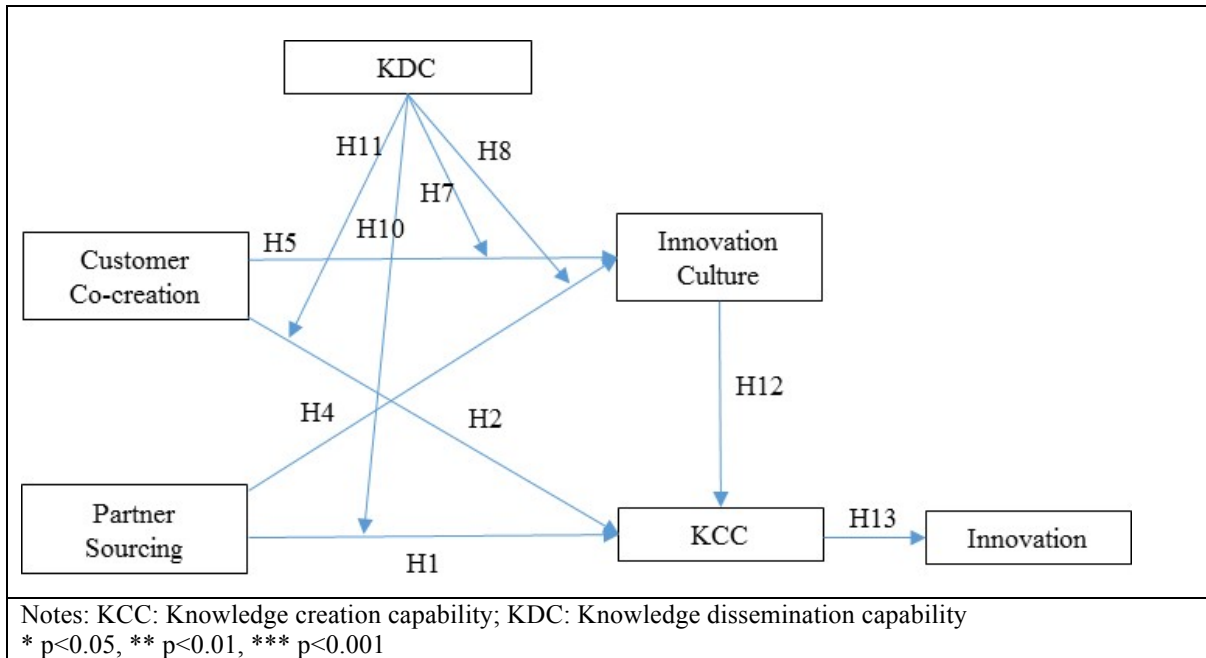 KDC
H11
H8
H7
H10
H5
Customer
Co-creation
Innovation
Culture
H12
H4
H2
Partner
Sourcing
H1
KCC
H13
Innovation
Notes: KCC: Knowledge creation capability; KDC: Knowledge dissemination capability
* p<0.05, ** p<0.01, *** p<0.001